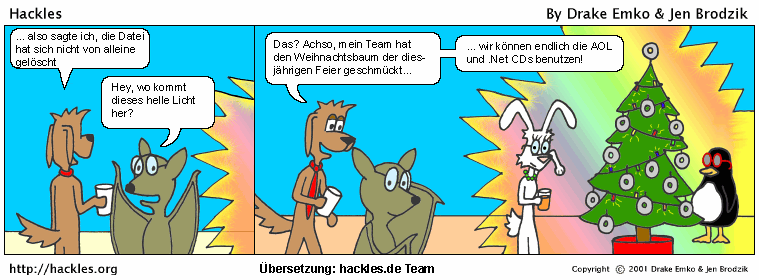 Hackles
By Drake Emko & Jen Brodzik
... also sagte ich, die Datei
hat sich nicht von alleine
gelöscht
Hey, wo kommt
dieses helle Licht
her?
Das? Achso, mein Team hat
den Weihnachtsbaum der dies-
jährigen Feier geschmückt...
... wir können endlich die AOL
und .Net CDs benutzen!
http://hackles.org
Übersetzung: hackles.de Team
Copyright © 2001 Drake Emko & Jen Brodzik